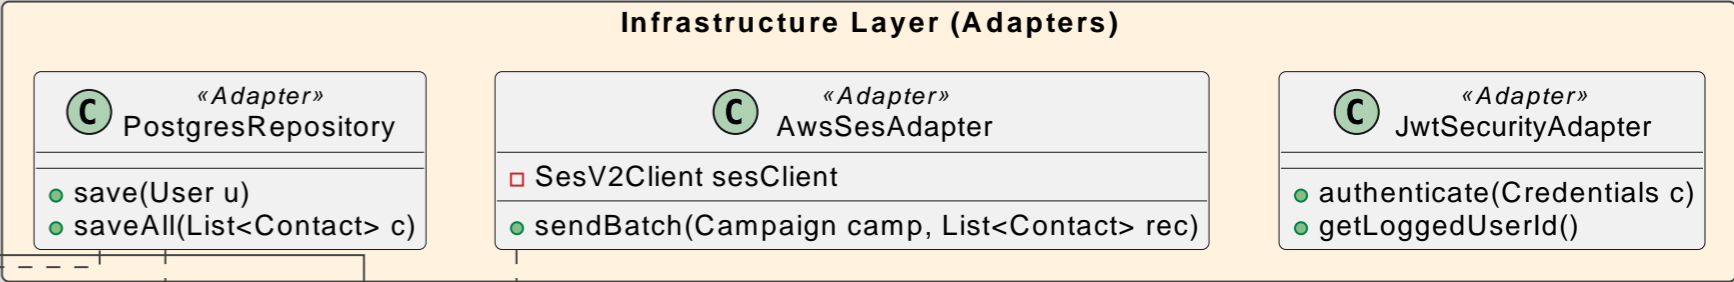 Infrastructure Layer (Adapters)
C
«Adapter»
PostgresRepository
save(User u)
saveAll(List<Contact> c)
C
«Adapter»
AwsSesAdapter
SesV2Client sesClient
sendBatch(Campaign camp, List<Contact> rec)
C
«Adapter»
JwtSecurityAdapter
authenticate(Credentials c)
getLoggedUserId()